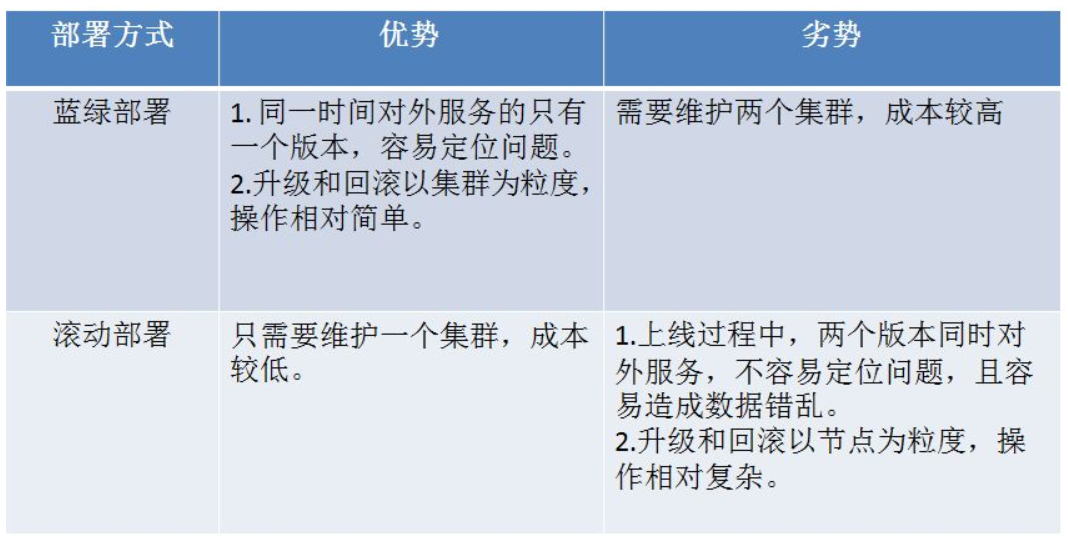 部署方式
优势
劣势
蓝绿部署
1. 同一时间对外服务的只有
一个版本，容易定位问题。
2.升级和回滚以集群为粒度，
操作相对简单。
需要维护两个集群，成本较高
滚动部署
只需要维护一个集群，成本
较低。
1.上线过程中，两个版本同时对
外服务，不容易定位问题，且容
易造成数据错乱。
2.升级和回滚以节点为粒度，操
作相对复杂。